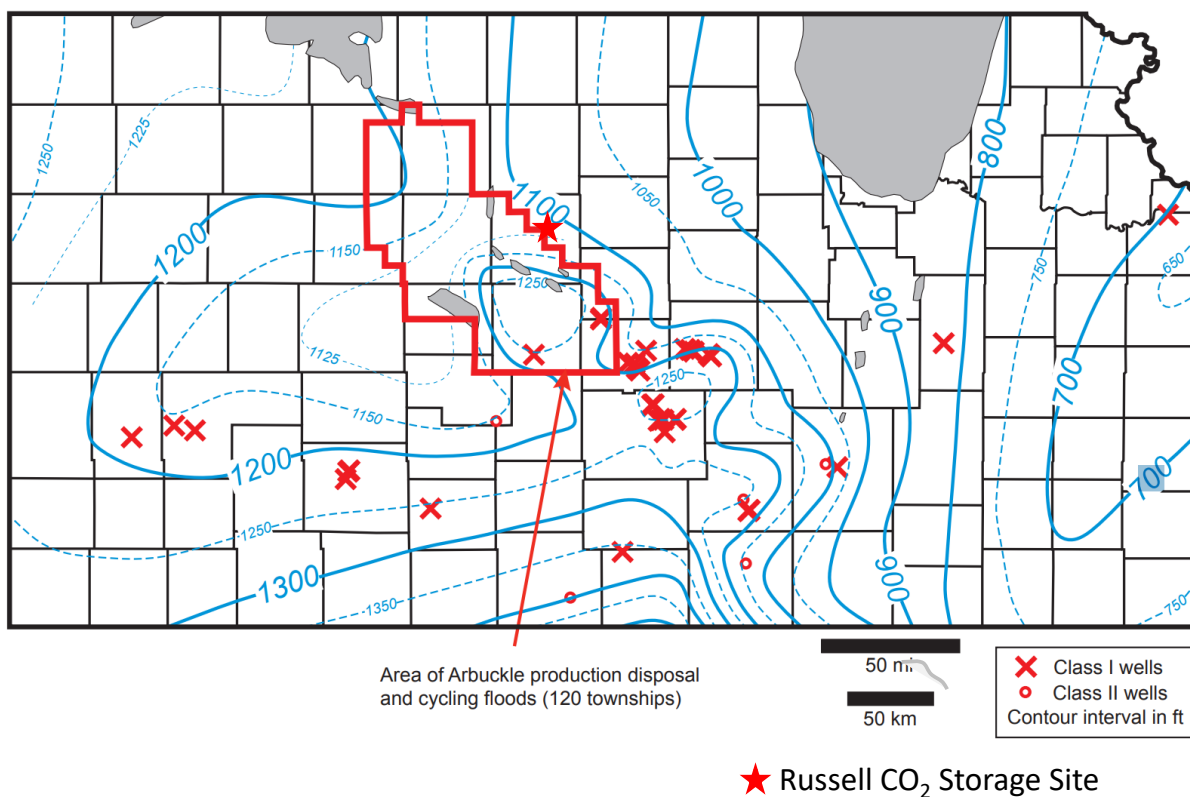 1225
1250
800
1050
1000
1100
1200
1150
750
650
1250
900
1125
1250
700
1150
1200
700
1250
1300
900
1350
750
Area of Arbuckle production disposal
and cycling floods (120 townships)
50 mi
50 km
Class I wells
Class II wells
Contour interval in ft
Russell CO₂ Storage Site